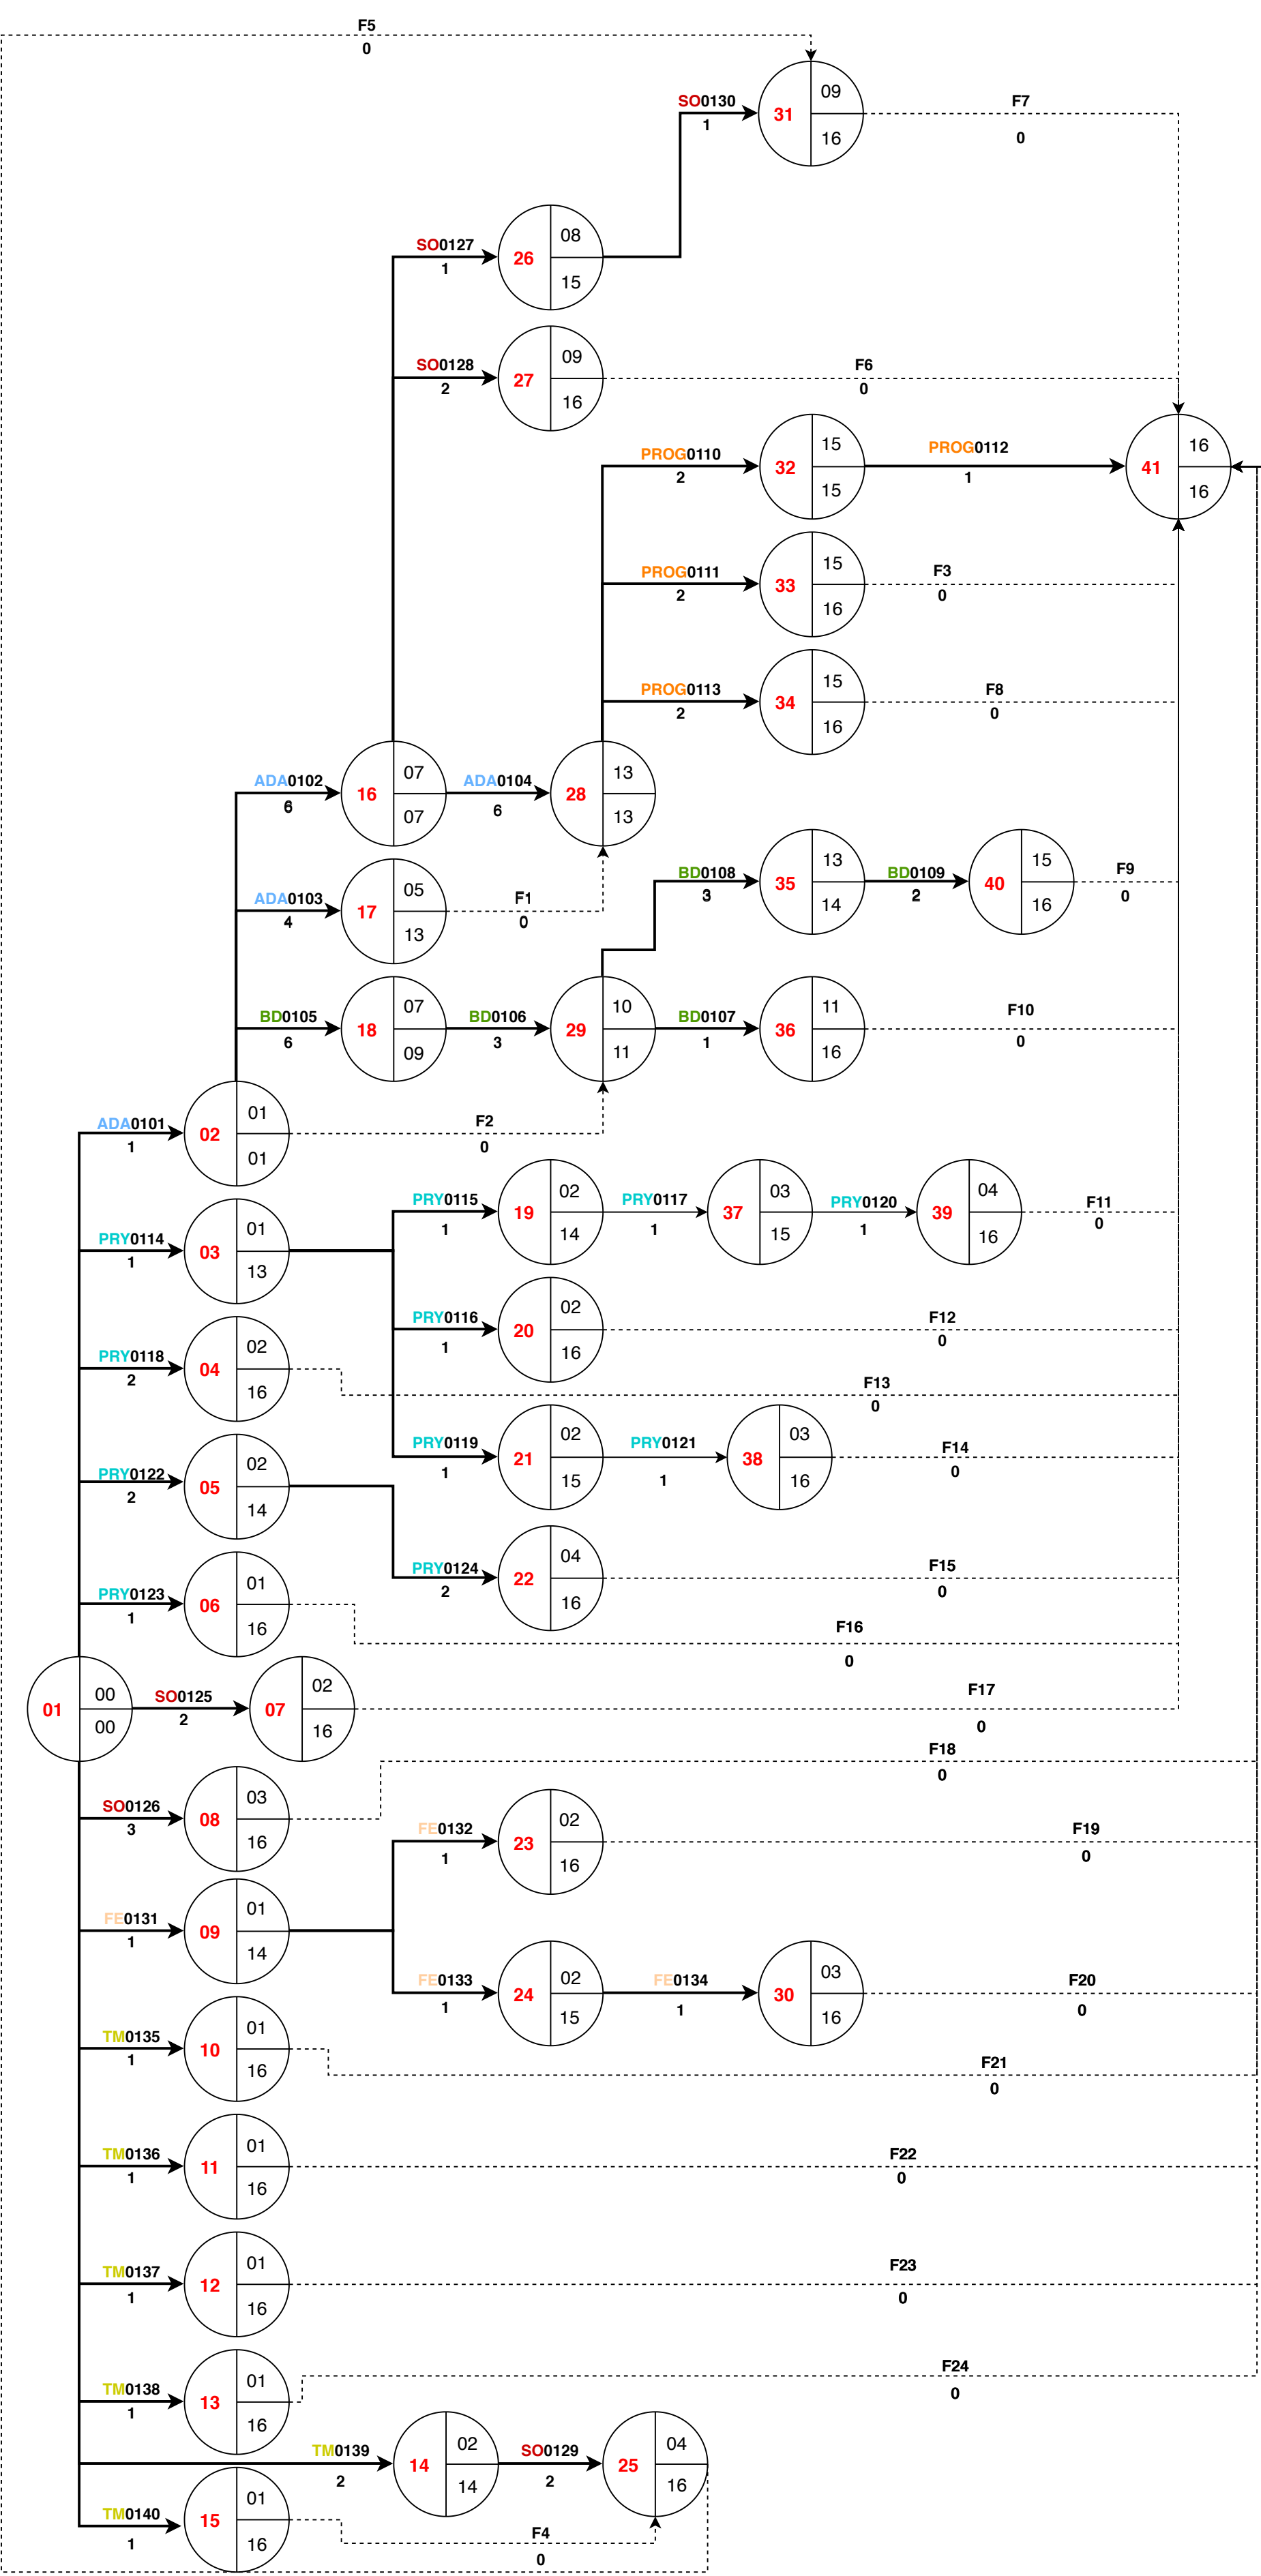 F5
0
SO0130
1
31
09
16
F7
0
SO0127
1
26
08
15
SO0128
2
27
09
16
F6
0
PROG0110
2
32
15
15
PROG0112
1
41
16
16
PROG0111
2
33
15
16
F3
0
PROG0113
2
34
15
16
F8
0
ADA0102
6
16
07
07
ADA0104
6
28
13
13
ADA0103
4
17
05
13
F1
0
BD0108
3
35
13
14
BD0109
2
40
15
16
F9
0
BD0105
6
18
07
09
BD0106
3
29
10
11
BD0107
1
36
11
16
F10
0
ADA0101
1
02
01
01
F2
0
PRY0114
1
03
01
13
PRY0115
1
19
02
14
PRY0117
1
37
03
15
PRY0120
1
39
04
16
F11
0
PRY0116
1
20
02
16
F12
0
PRY0118
2
04
02
16
F13
0
PRY0119
1
21
02
15
PRY0121
1
38
03
16
F14
0
PRY0122
2
05
02
14
PRY0124
2
22
04
16
F15
0
PRY0123
1
06
01
16
F16
0
01
00
00
SO0125
2
07
02
16
F17
0
SO0126
3
08
03
16
F18
0
FE0132
1
23
02
16
F19
0
FE0131
1
09
01
14
FE0133
1
24
02
15
FE0134
1
30
03
16
F20
0
TM0135
1
10
01
16
F21
0
TM0136
1
11
01
16
F22
0
TM0137
1
12
01
16
F23
0
TM0138
1
13
01
16
F24
0
TM0139
2
14
02
14
SO0129
2
25
04
16
TM0140
1
15
01
16
F4
0